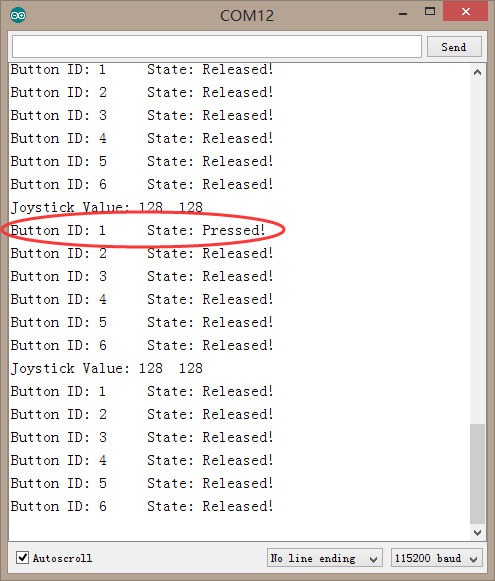 COM12
Send
Button ID: 1 State: Released!
Button ID: 2 State: Released!
Button ID: 3 State: Released!
Button ID: 4 State: Released!
Button ID: 5 State: Released!
Button ID: 6 State: Released!
Joystick Value: 128 128
Button ID: 1 State: Pressed!
Button ID: 2 State: Released!
Button ID: 3 State: Released!
Button ID: 4 State: Released!
Button ID: 5 State: Released!
Button ID: 6 State: Released!
Joystick Value: 128 128
Button ID: 1 State: Released!
Button ID: 2 State: Released!
Button ID: 3 State: Released!
Button ID: 4 State: Released!
Button ID: 5 State: Released!
Button ID: 6 State: Released!
Autoscroll No line ending 115200 baud